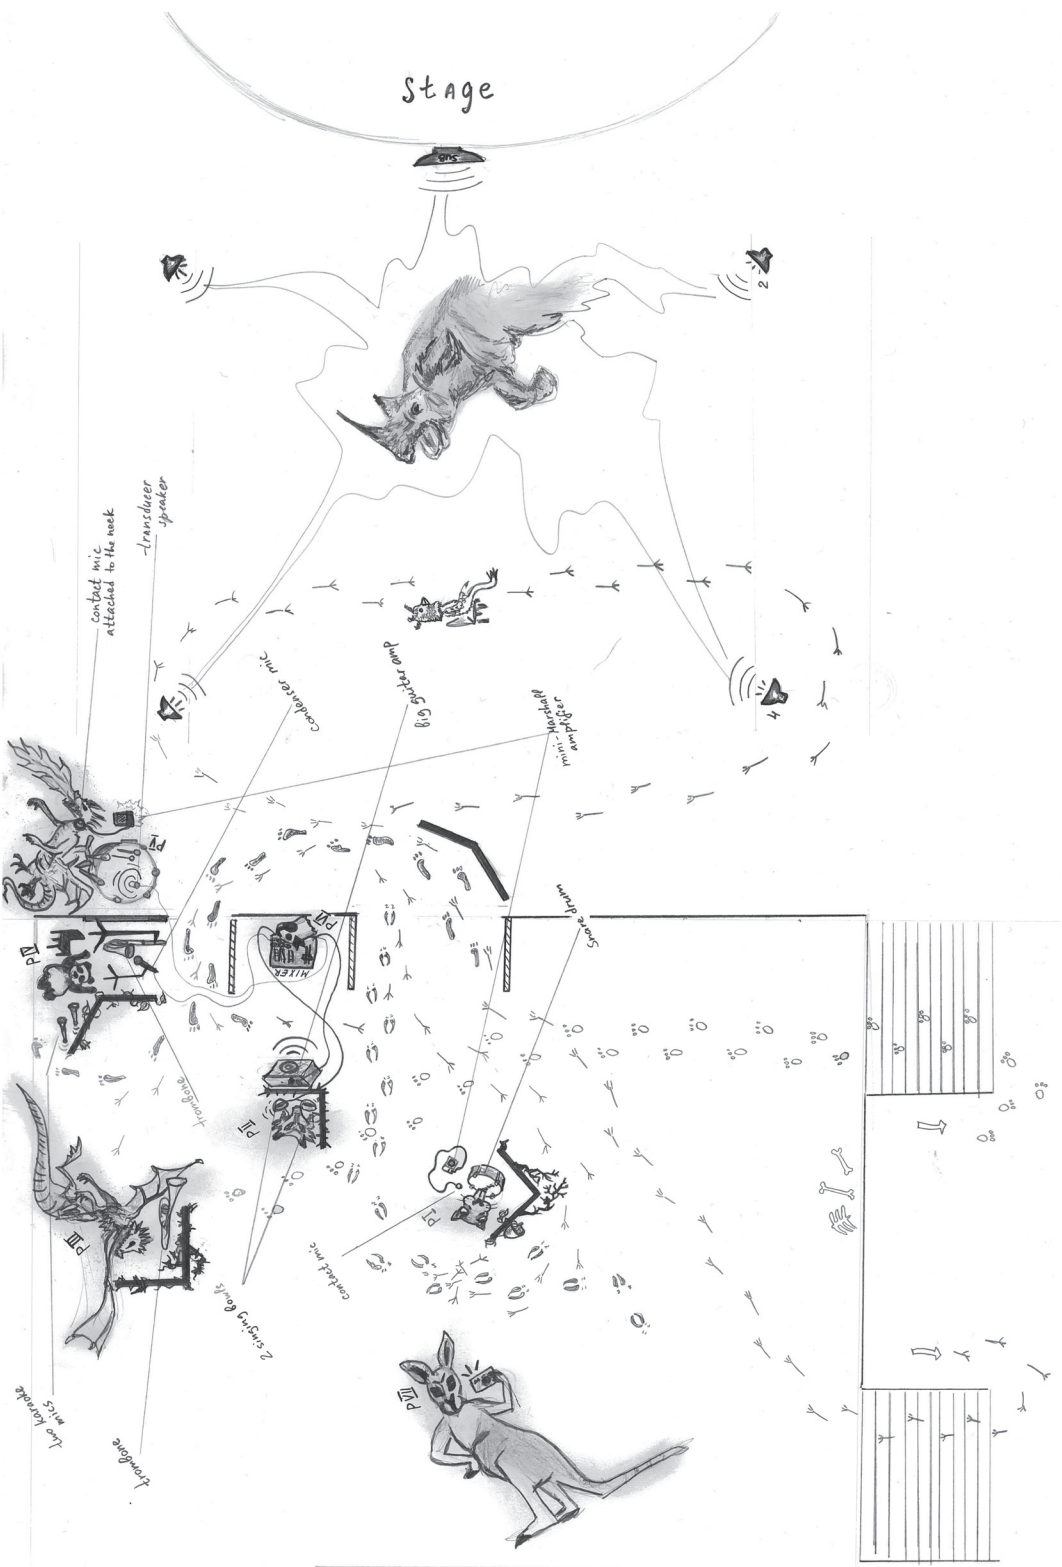 Stage
SUB
2
4
transducer
speaker
contact mic
attached to the neck
condenser mic
big guitar amp
Marshall
mini-
amplifier
snare drum
PV
PIV
PVI
MIXER
trombone
PII
PI
PIII
contact mic
2 singing bowls
PVII
two karaoke
mics
trombone